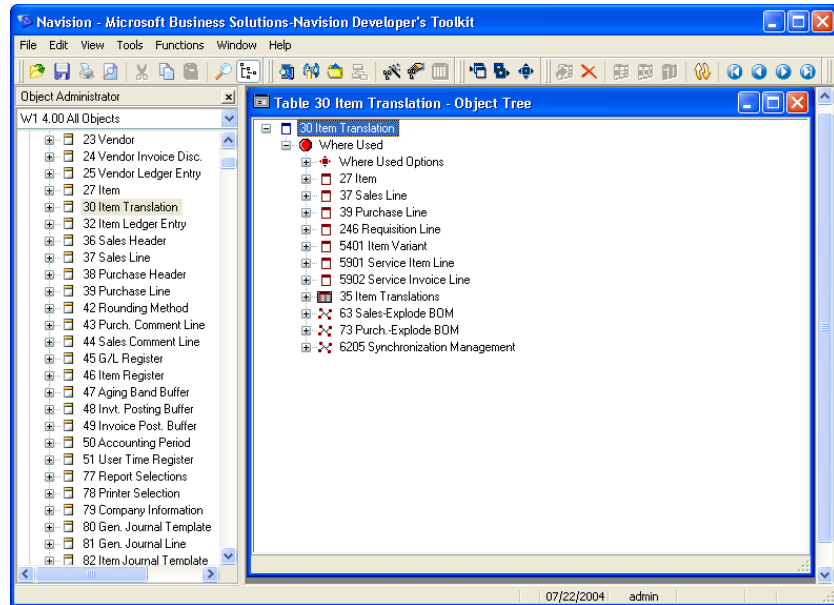 Navision - Microsoft Business Solutions-Navision Developer's Toolkit
File Edit View Tools Functions Window Help
Object Administrator
W1 4.00 All Objects
23 Vendor
24 Vendor Invoice Disc.
25 Vendor Ledger Entry
27 Item
30 Item Translation
32 Item Ledger Entry
36 Sales Header
37 Sales Line
38 Purchase Header
39 Purchase Line
42 Rounding Method
43 Purch. Comment Line
44 Sales Comment Line
45 G/L Register
46 Item Register
47 Aging Band Buffer
48 Invt. Posting Buffer
49 Invoice Post. Buffer
50 Accounting Period
51 User Time Register
77 Report Selections
78 Printer Selection
79 Company Information
80 Gen. Journal Template
81 Gen. Journal Line
82 Item Journal Template
Table 30 Item Translation - Object Tree
30 Item Translation
Where Used
Where Used Options
27 Item
37 Sales Line
39 Purchase Line
246 Requisition Line
5401 Item Variant
5901 Service Item Line
5902 Service Invoice Line
35 Item Translations
63 Sales-Explode BOM
73 Purch.-Explode BOM
6205 Synchronization Management
07/22/2004 admin